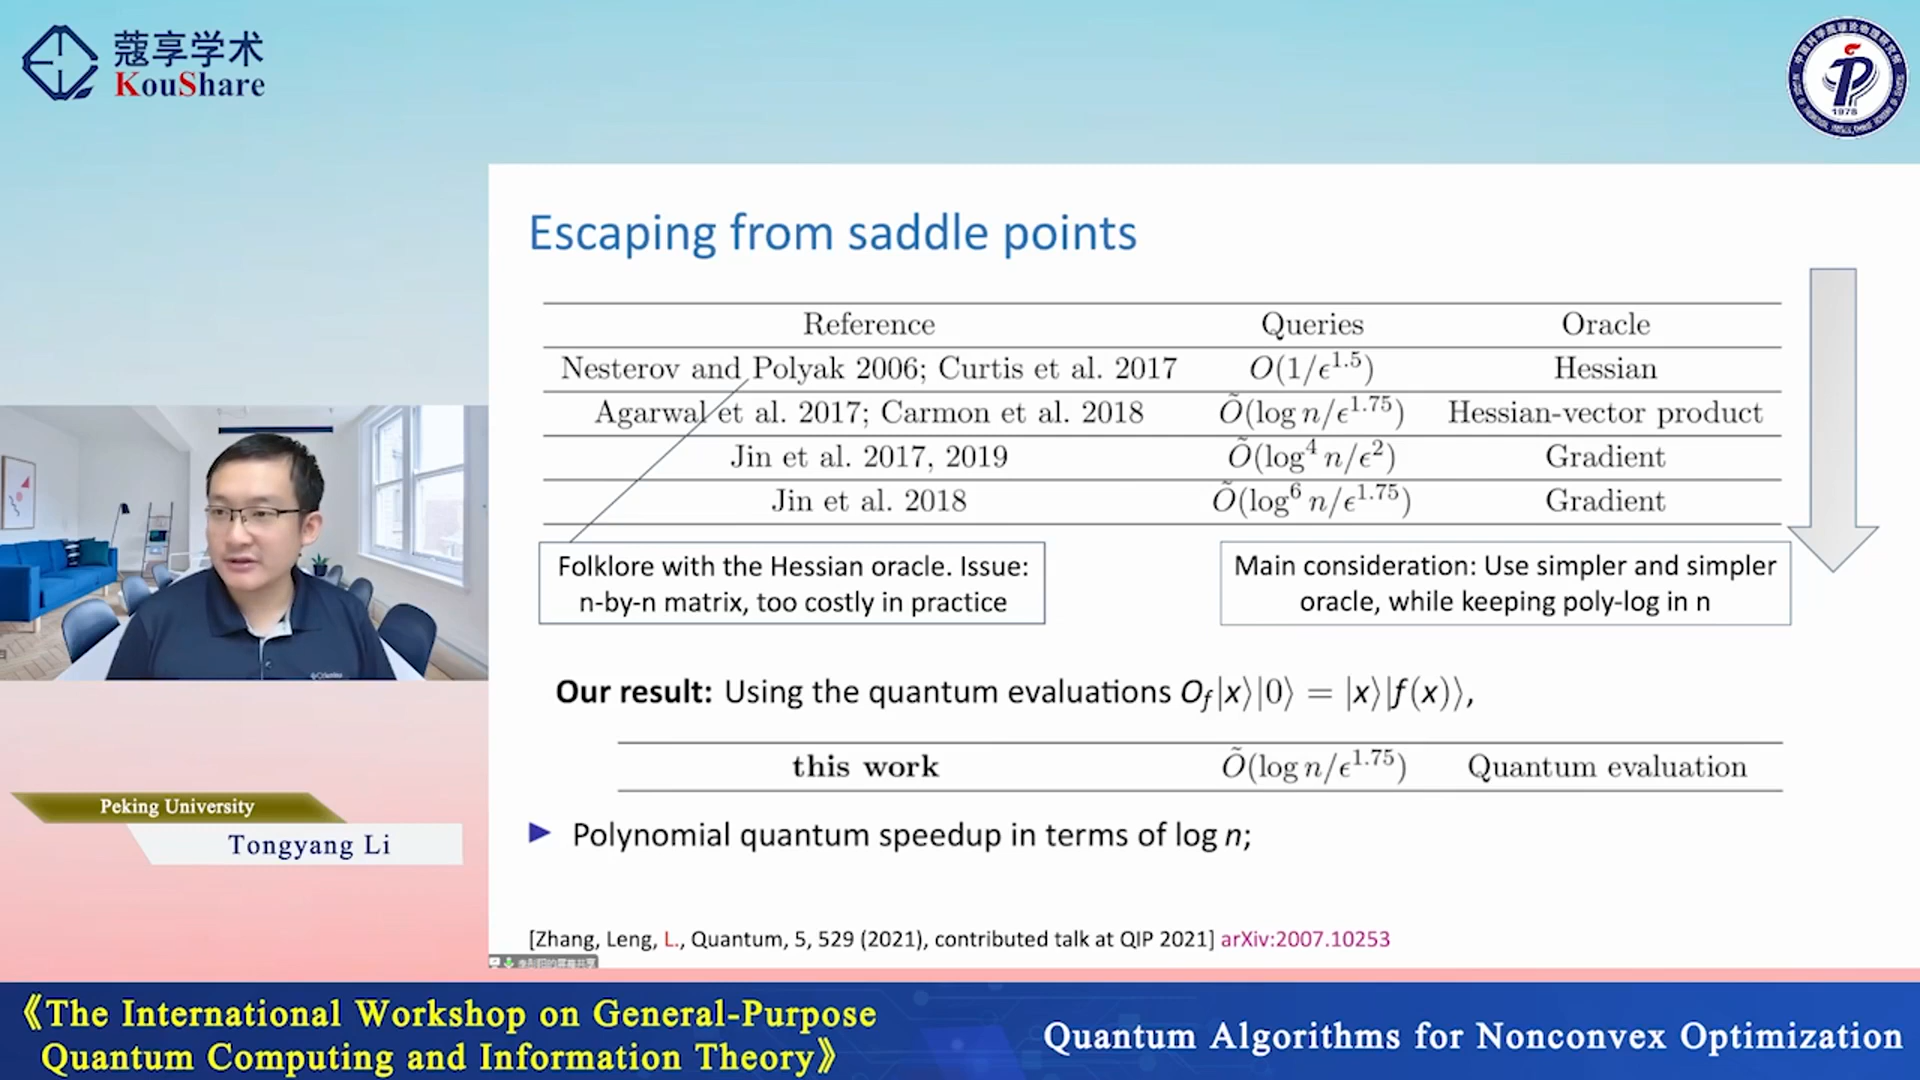 蔻享学术
KouShare
1978
Escaping from saddle points
Reference Queries Oracle
Nesterov and Polyak 2006; Curtis et al. 2017 O(1/ϵ^1.5) Hessian
Agarwal et al. 2017; Carmon et al. 2018 Õ(log n/ϵ^1.75) Hessian-vector product
Jin et al. 2017, 2019 Õ(log^4 n/ϵ^2) Gradient
Jin et al. 2018 Õ(log^6 n/ϵ^1.75) Gradient
Folklore with the Hessian oracle. Issue:
n-by-n matrix, too costly in practice
Main consideration: Use simpler and simpler
oracle, while keeping poly-log in n
Our result: Using the quantum evaluations O_f|x⟩|0⟩ = |x⟩|f(x)⟩,
this work Õ(log n/ϵ^1.75) Quantum evaluation
▶ Polynomial quantum speedup in terms of log n;
[Zhang, Leng, L., Quantum, 5, 529 (2021), contributed talk at QIP 2021] arXiv:2007.10253
Peking University
Tongyang Li
《The International Workshop on General-Purpose
Quantum Computing and Information Theory》
Quantum Algorithms for Nonconvex Optimization